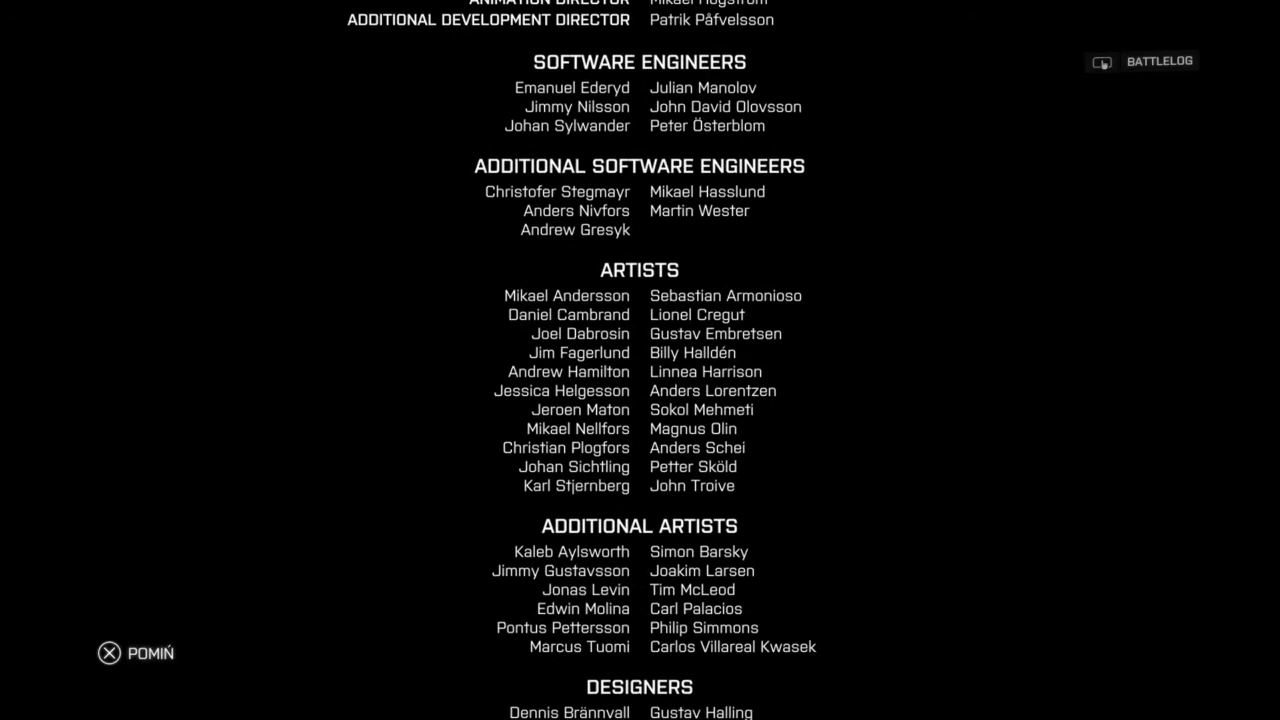 ANIMATION DIRECTOR Mikael Högström
ADDITIONAL DEVELOPMENT DIRECTOR Patrik Påfvelsson
SOFTWARE ENGINEERS
BATTLELOG
Emanuel Ederyd Julian Manolov
Jimmy Nilsson John David Olovsson
Johan Sylwander Peter Österblom
ADDITIONAL SOFTWARE ENGINEERS
Christofer Stegmayr Mikael Hasslund
Anders Nivfors Martin Wester
Andrew Gresyk
ARTISTS
Mikael Andersson Sebastian Armonioso
Daniel Cambrand Lionel Cregut
Joel Dabrosin Gustav Embretsen
Jim Fagerlund Billy Halldén
Andrew Hamilton Linnea Harrison
Jessica Helgesson Anders Lorentzen
Jeroen Maton Sokol Mehmeti
Mikael Nellfors Magnus Olin
Christian Plogfors Anders Schei
Johan Sichtling Petter Sköld
Karl Stjernberg John Troive
ADDITIONAL ARTISTS
Kaleb Aylsworth Simon Barsky
Jimmy Gustavsson Joakim Larsen
Jonas Levin Tim McLeod
Edwin Molina Carl Palacios
Pontus Pettersson Philip Simmons
Marcus Tuomi Carlos Villareal Kwasek
POMIŃ
DESIGNERS
Dennis Brännvall Gustav Halling